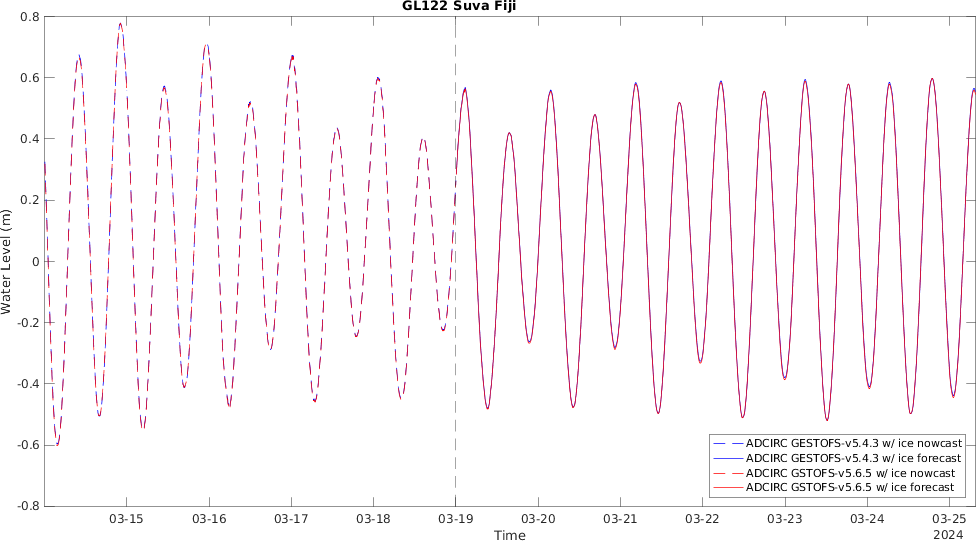 GL122 Suva Fiji
0.8
0.6
0.4
0.2
0
-0.2
-0.4
-0.6
-0.8
Water Level (m)
ADCIRC GESTOFS-v5.4.3 w/ ice nowcast
ADCIRC GESTOFS-v5.4.3 w/ ice forecast
ADCIRC GSTOFS-v5.6.5 w/ ice nowcast
ADCIRC GSTOFS-v5.6.5 w/ ice forecast
03-15 03-16 03-17 03-18 03-19 03-20 03-21 03-22 03-23 03-24 03-25
Time 2024